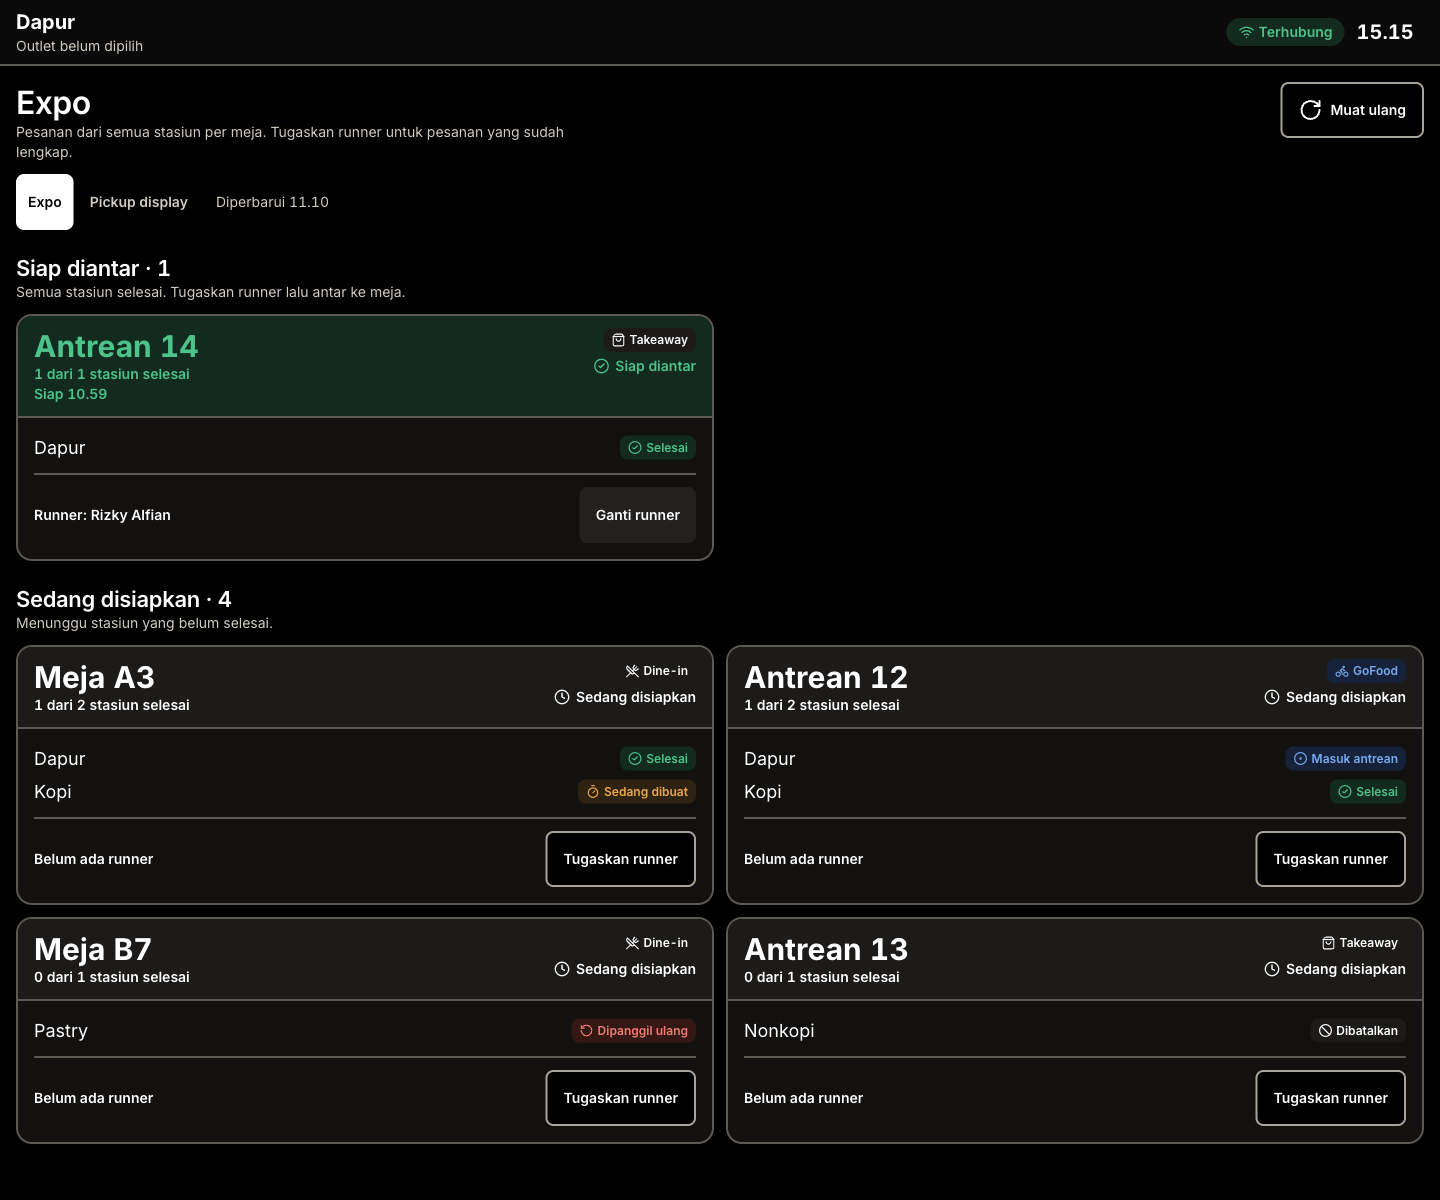 Dapur
Outlet belum dipilih
Terhubung
15.15
Expo
Pesanan dari semua stasiun per meja. Tugaskan runner untuk pesanan yang sudah
lengkap.
Muat ulang
Expo
Pickup display
Diperbarui 11.10
Siap diantar · 1
Semua stasiun selesai. Tugaskan runner lalu antar ke meja.
Antrean 14
1 dari 1 stasiun selesai
Siap 10.59
Takeaway
Siap diantar
Dapur
Selesai
Runner: Rizky Alfian
Ganti runner
Sedang disiapkan · 4
Menunggu stasiun yang belum selesai.
Meja A3
1 dari 2 stasiun selesai
Dine-in
Sedang disiapkan
Dapur
Selesai
Kopi
Sedang dibuat
Belum ada runner
Tugaskan runner
Antrean 12
1 dari 2 stasiun selesai
GoFood
Sedang disiapkan
Dapur
Masuk antrean
Kopi
Selesai
Belum ada runner
Tugaskan runner
Meja B7
0 dari 1 stasiun selesai
Dine-in
Sedang disiapkan
Pastry
Dipanggil ulang
Belum ada runner
Tugaskan runner
Antrean 13
0 dari 1 stasiun selesai
Takeaway
Sedang disiapkan
Nonkopi
Dibatalkan
Belum ada runner
Tugaskan runner